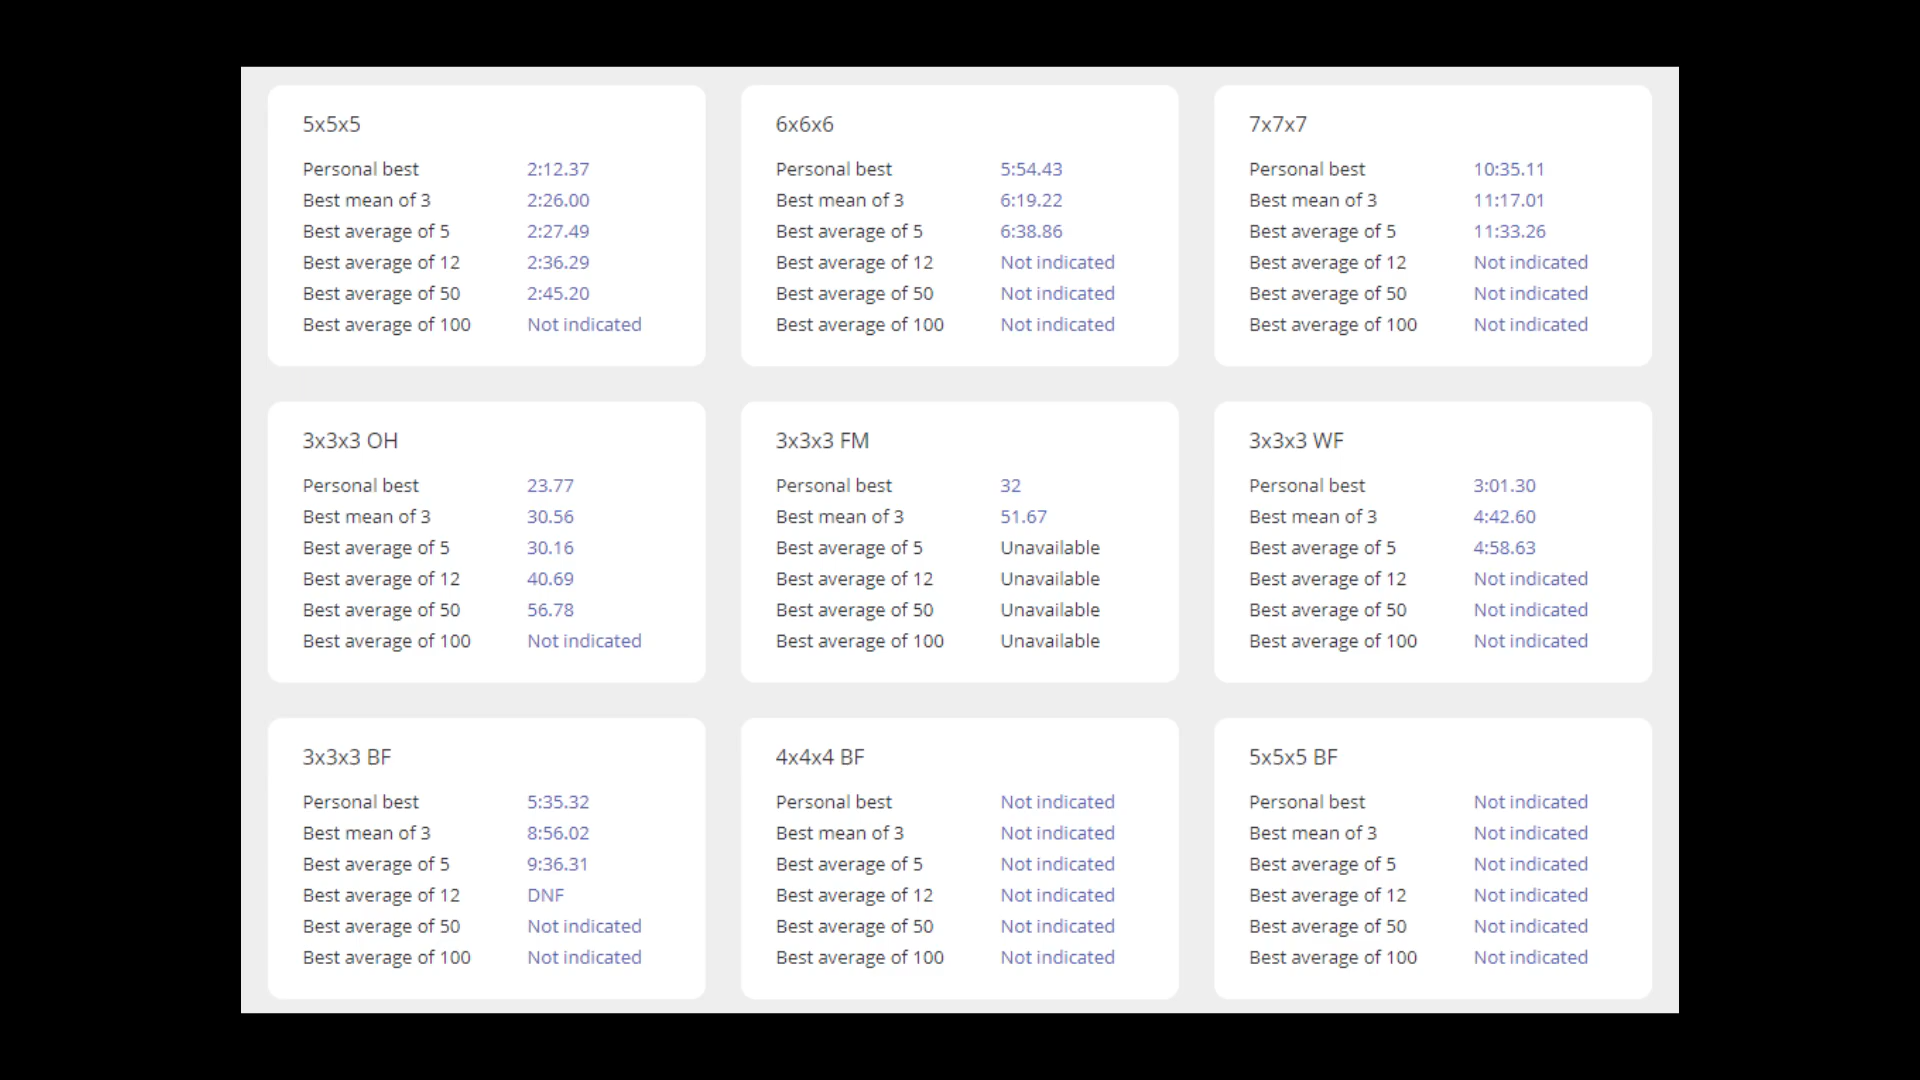 5x5x5
Personal best 2:12.37
Best mean of 3 2:26.00
Best average of 5 2:27.49
Best average of 12 2:36.29
Best average of 50 2:45.20
Best average of 100 Not indicated
6x6x6
Personal best 5:54.43
Best mean of 3 6:19.22
Best average of 5 6:38.86
Best average of 12 Not indicated
Best average of 50 Not indicated
Best average of 100 Not indicated
7x7x7
Personal best 10:35.11
Best mean of 3 11:17.01
Best average of 5 11:33.26
Best average of 12 Not indicated
Best average of 50 Not indicated
Best average of 100 Not indicated
3x3x3 OH
Personal best 23.77
Best mean of 3 30.56
Best average of 5 30.16
Best average of 12 40.69
Best average of 50 56.78
Best average of 100 Not indicated
3x3x3 FM
Personal best 32
Best mean of 3 51.67
Best average of 5 Unavailable
Best average of 12 Unavailable
Best average of 50 Unavailable
Best average of 100 Unavailable
3x3x3 WF
Personal best 3:01.30
Best mean of 3 4:42.60
Best average of 5 4:58.63
Best average of 12 Not indicated
Best average of 50 Not indicated
Best average of 100 Not indicated
3x3x3 BF
Personal best 5:35.32
Best mean of 3 8:56.02
Best average of 5 9:36.31
Best average of 12 DNF
Best average of 50 Not indicated
Best average of 100 Not indicated
4x4x4 BF
Personal best Not indicated
Best mean of 3 Not indicated
Best average of 5 Not indicated
Best average of 12 Not indicated
Best average of 50 Not indicated
Best average of 100 Not indicated
5x5x5 BF
Personal best Not indicated
Best mean of 3 Not indicated
Best average of 5 Not indicated
Best average of 12 Not indicated
Best average of 50 Not indicated
Best average of 100 Not indicated